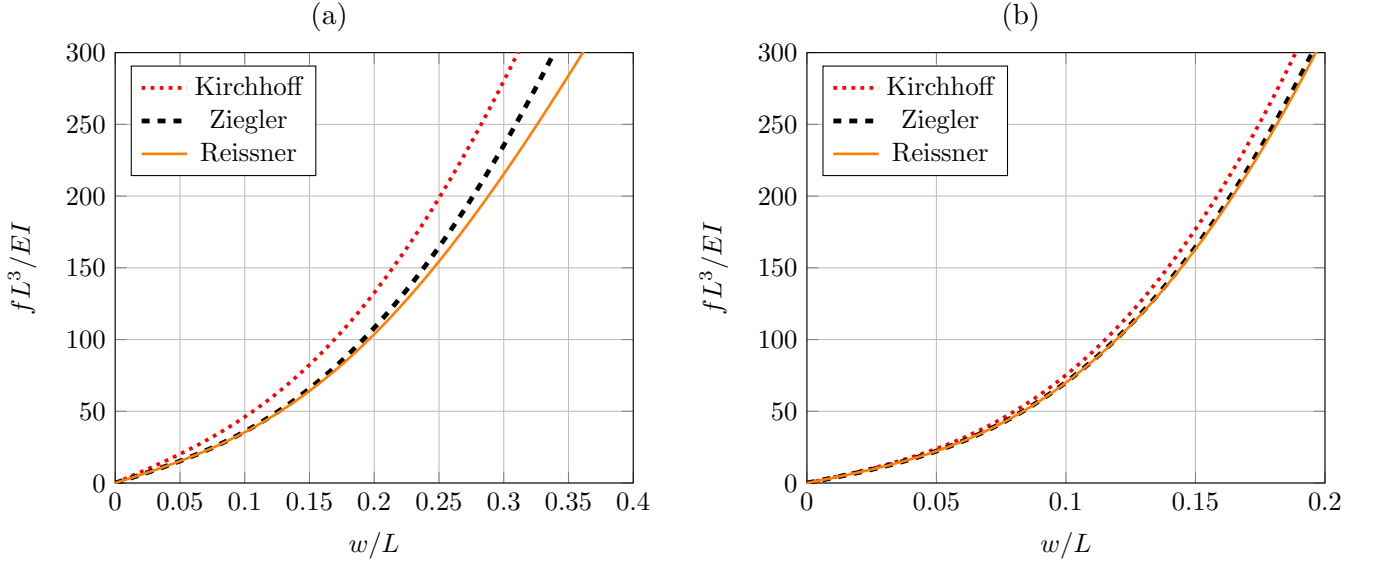 (a)
300
250
200
150
100
50
0
fL³/EI
Kirchhoff
Ziegler
Reissner
0 0.05 0.1 0.15 0.2 0.25 0.3 0.35 0.4
w/L
(b)
300
250
200
150
100
50
0
fL³/EI
Kirchhoff
Ziegler
Reissner
0 0.05 0.1 0.15 0.2
w/L